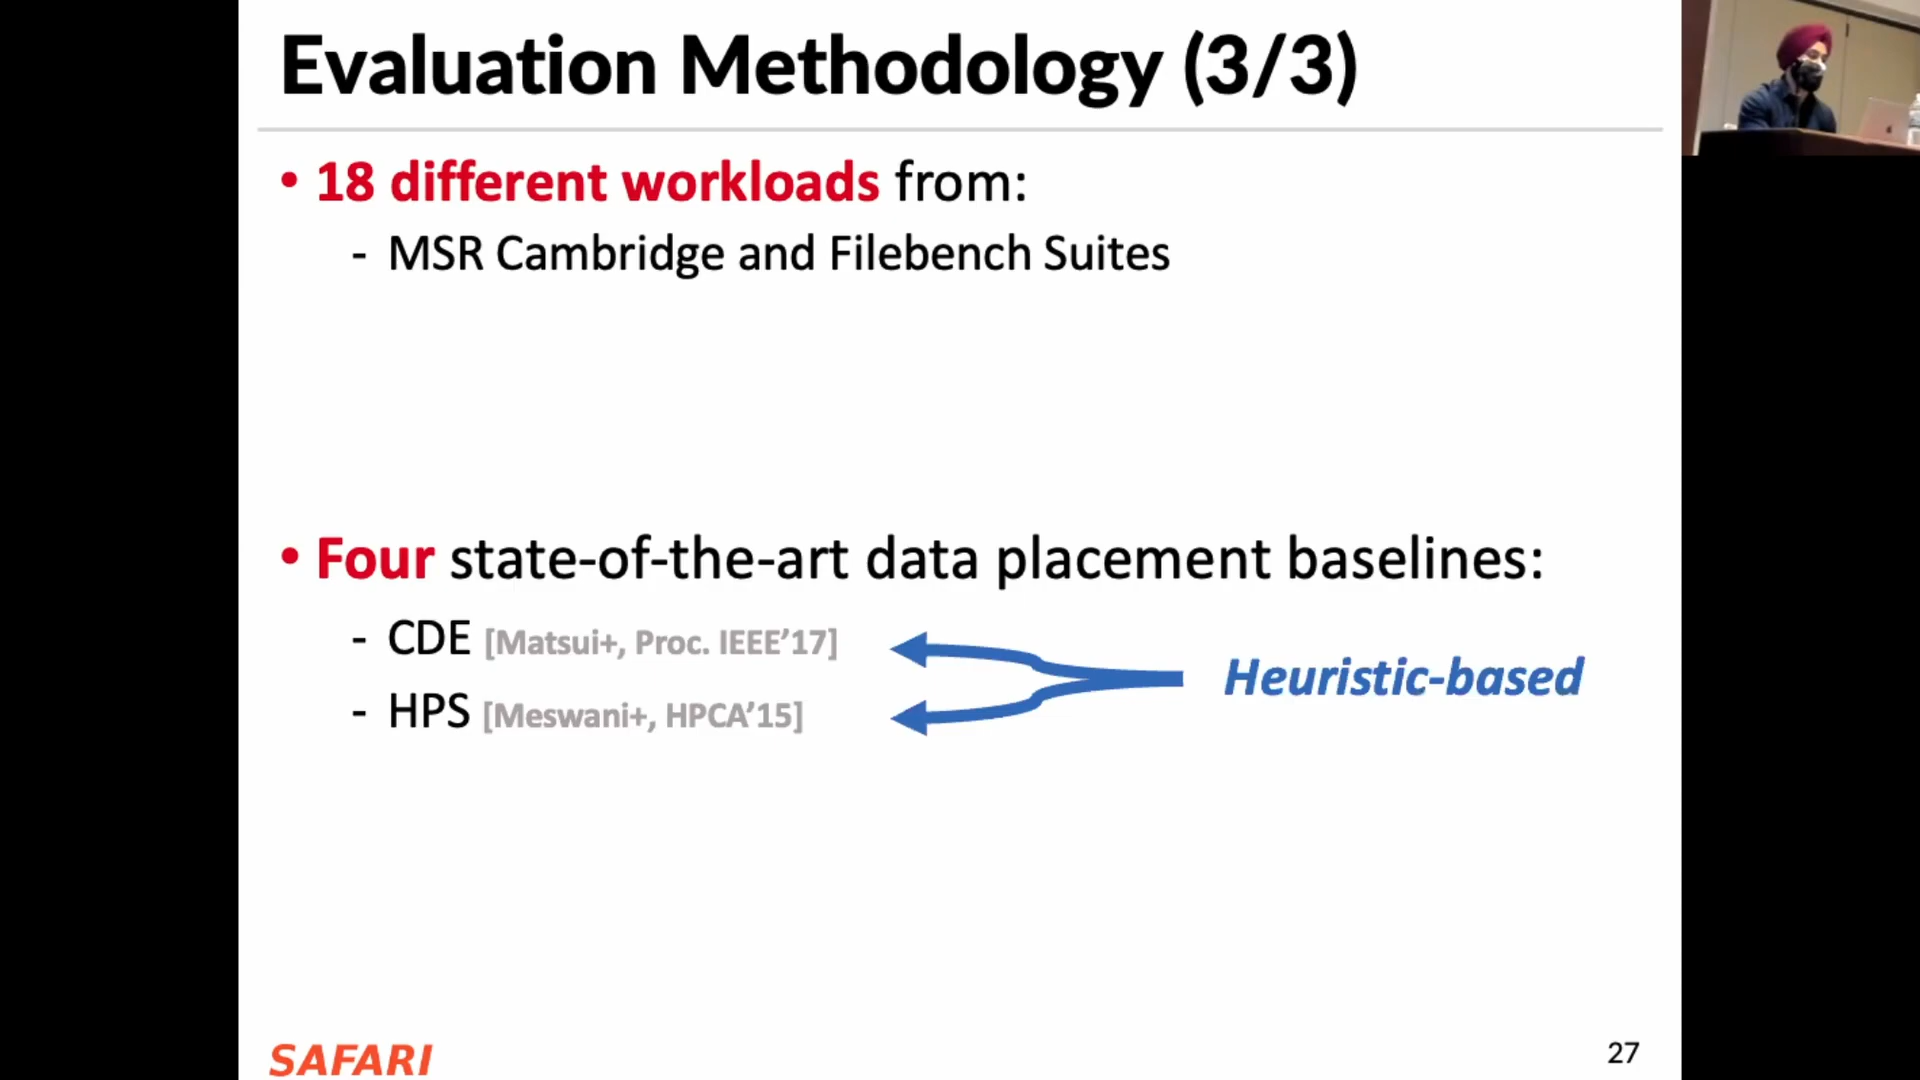 Evaluation Methodology (3/3)
• 18 different workloads from:
- MSR Cambridge and Filebench Suites
• Four state-of-the-art data placement baselines:
- CDE [Matsui+, Proc. IEEE’17]
- HPS [Meswani+, HPCA’15]
Heuristic-based
SAFARI
27